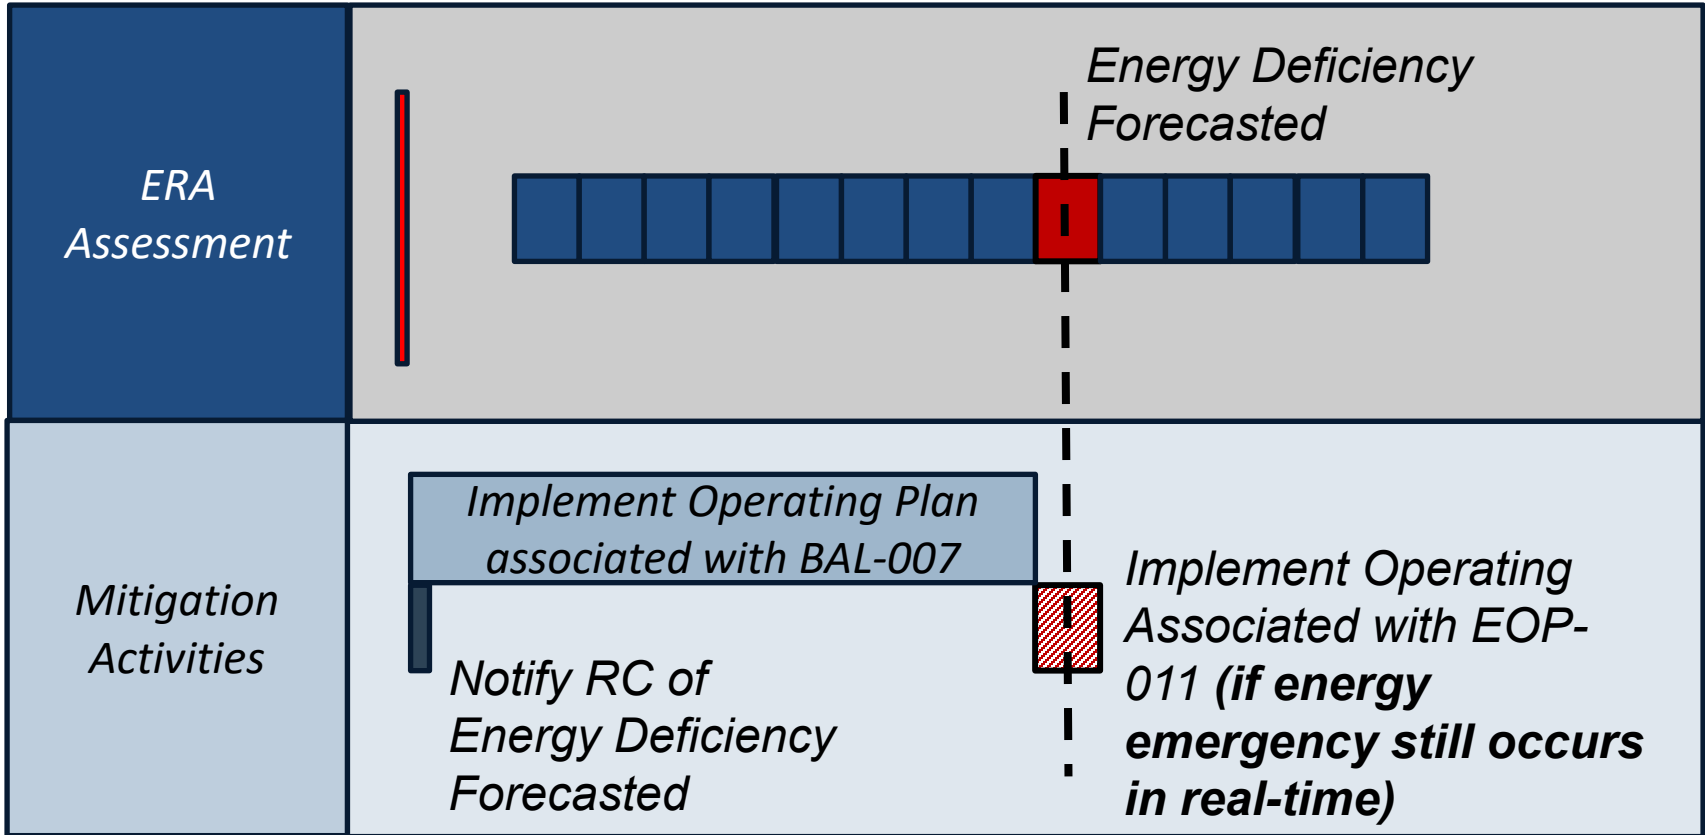 ERA
Assessment
Energy Deficiency
Forecasted
Mitigation
Activities
Implement Operating Plan
associated with BAL-007
Notify RC of
Energy Deficiency
Forecasted
Implement Operating
Associated with EOP-
011 (if energy
emergency still occurs
in real-time)